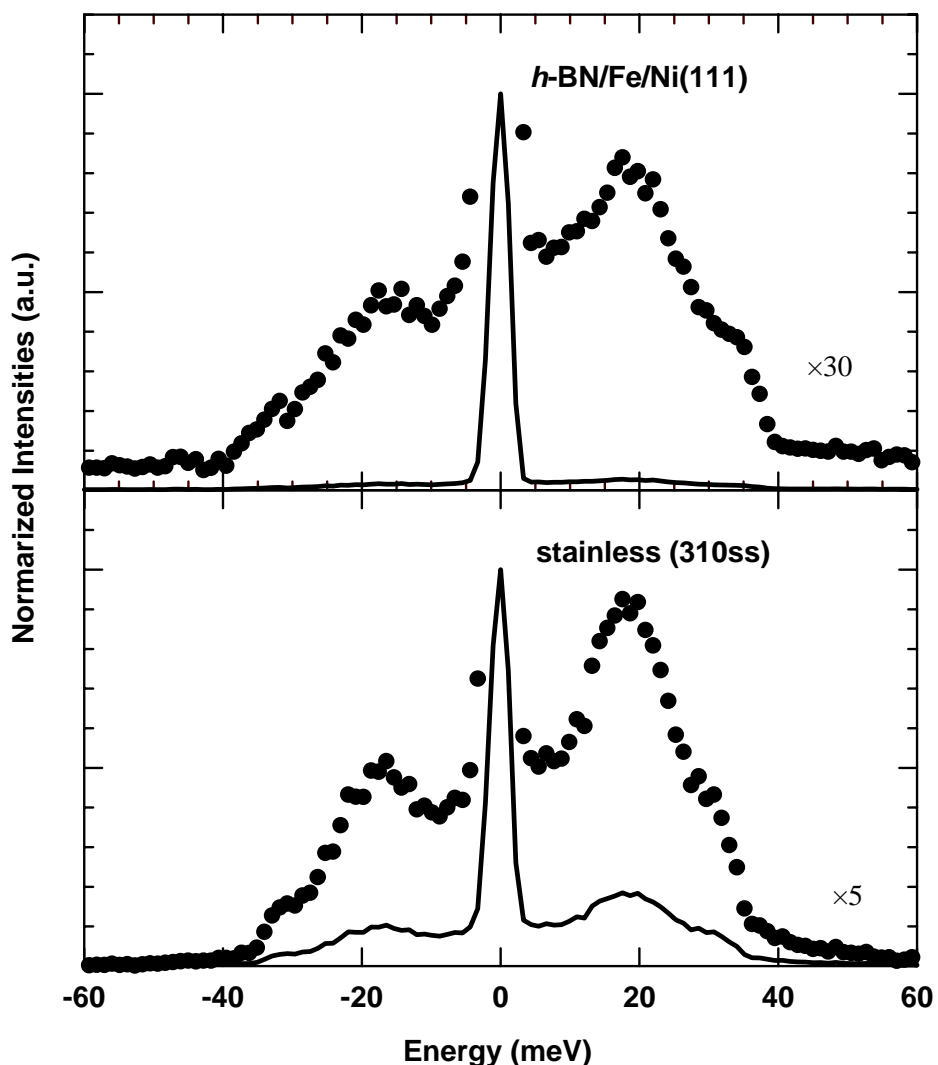 h-BN/Fe/Ni(111)
×30
Normarized Intensities (a.u.)
stainless (310ss)
×5
-60 -40 -20 0 20 40 60
Energy (meV)